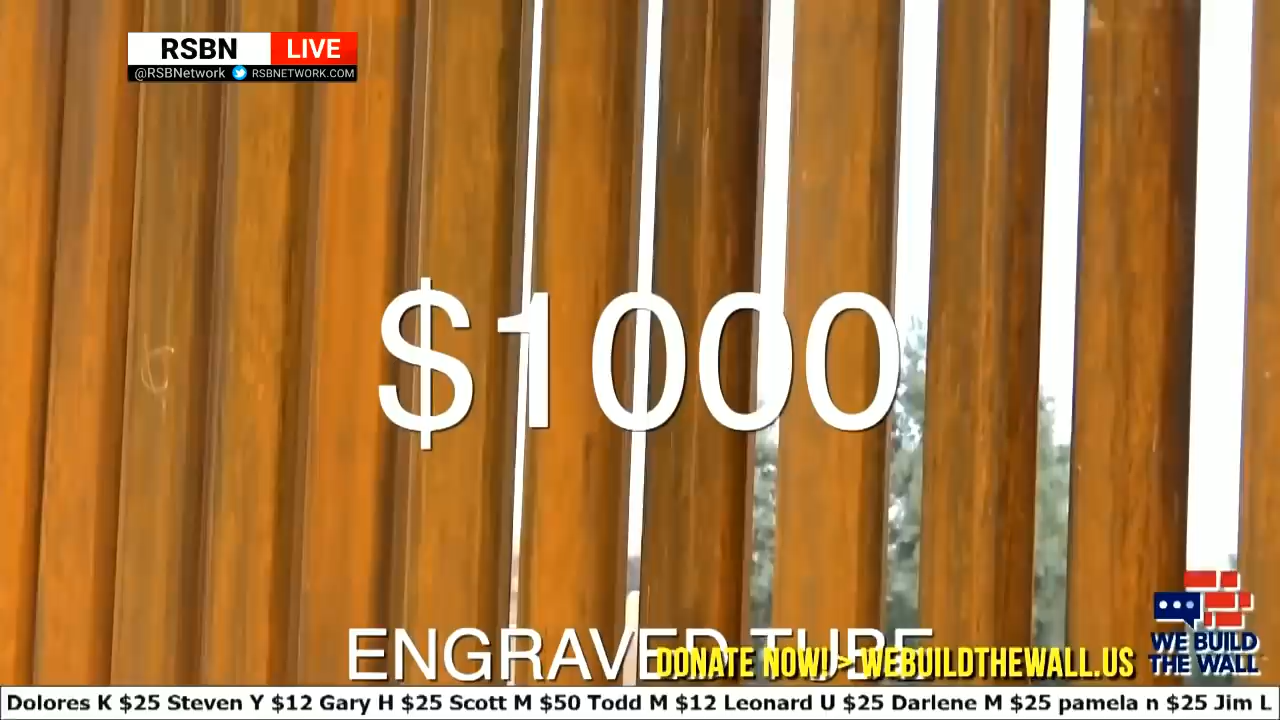 RSBN LIVE
@RSBNetwork RSBNETWORK.COM
$1000
ENGRAVED TUBE
DONATE NOW! > WEBUILDTHEWALL.US
WE BUILD
THE WALL
Dolores K $25 Steven Y $12 Gary H $25 Scott M $50 Todd M $12 Leonard U $25 Darlene M $25 pamela n $25 Jim L